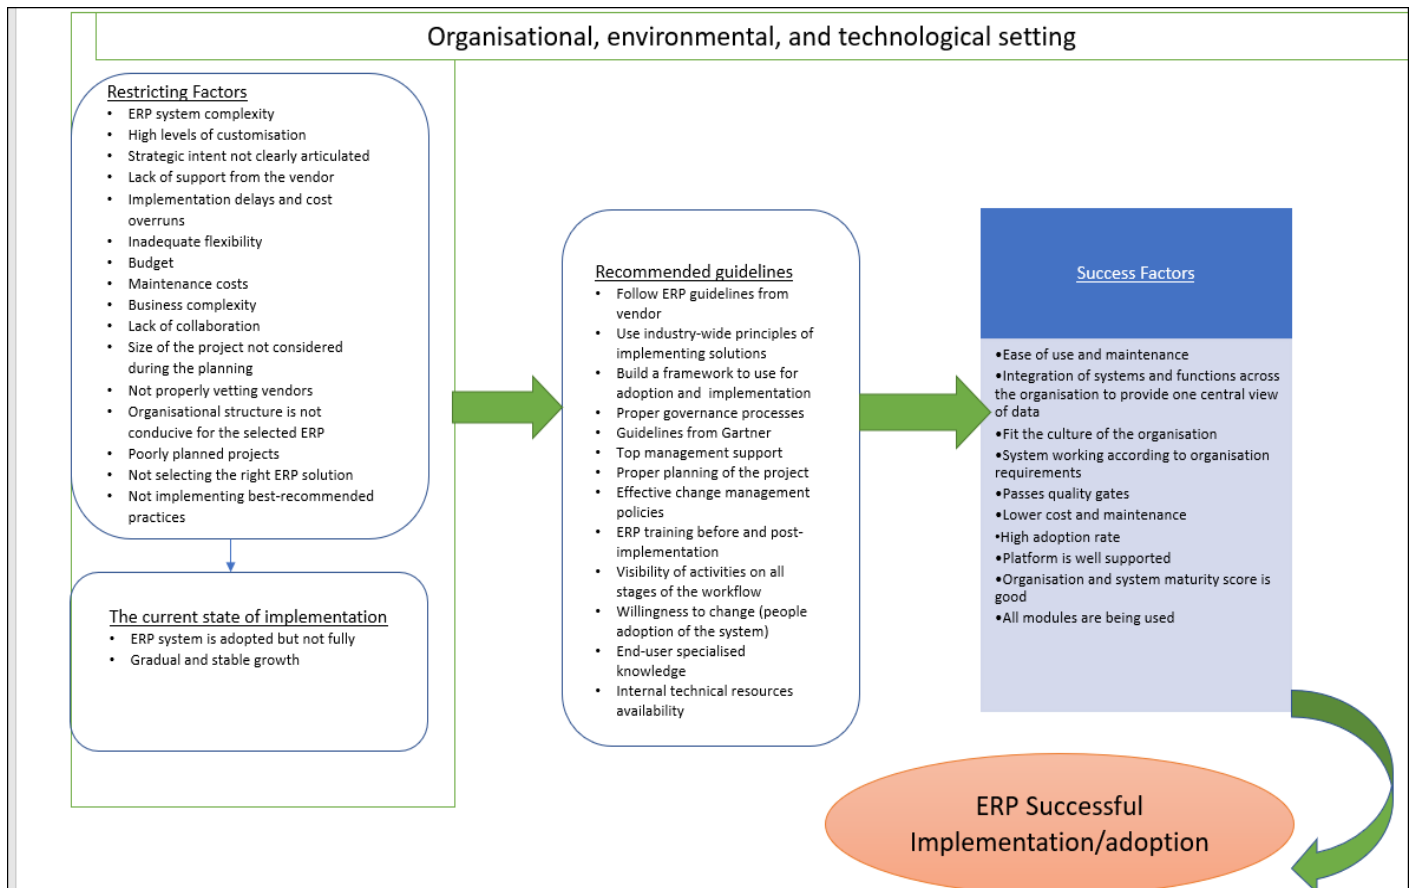 Organisational, environmental, and technological setting
Restricting Factors
• ERP system complexity
• High levels of customisation
• Strategic intent not clearly articulated
• Lack of support from the vendor
• Implementation delays and cost
overruns
• Inadequate flexibility
• Budget
• Maintenance costs
• Business complexity
• Lack of collaboration
• Size of the project not considered
during the planning
• Not properly vetting vendors
• Organisational structure is not
conducive for the selected ERP
• Poorly planned projects
• Not selecting the right ERP solution
• Not implementing best-recommended
practices
The current state of implementation
• ERP system is adopted but not fully
• Gradual and stable growth
Recommended guidelines
• Follow ERP guidelines from
vendor
• Use industry-wide principles of
implementing solutions
• Build a framework to use for
adoption and implementation
• Proper governance processes
• Guidelines from Gartner
• Top management support
• Proper planning of the project
• Effective change management
policies
• ERP training before and post-
implementation
• Visibility of activities on all
stages of the workflow
• Willingness to change (people
adoption of the system)
• End-user specialised
knowledge
• Internal technical resources
availability
Success Factors
•Ease of use and maintenance
•Integration of systems and functions across
the organisation to provide one central view
of data
•Fit the culture of the organisation
•System working according to organisation
requirements
•Passes quality gates
•Lower cost and maintenance
•High adoption rate
•Platform is well supported
•Organisation and system maturity score is
good
•All modules are being used
ERP Successful
Implementation/adoption